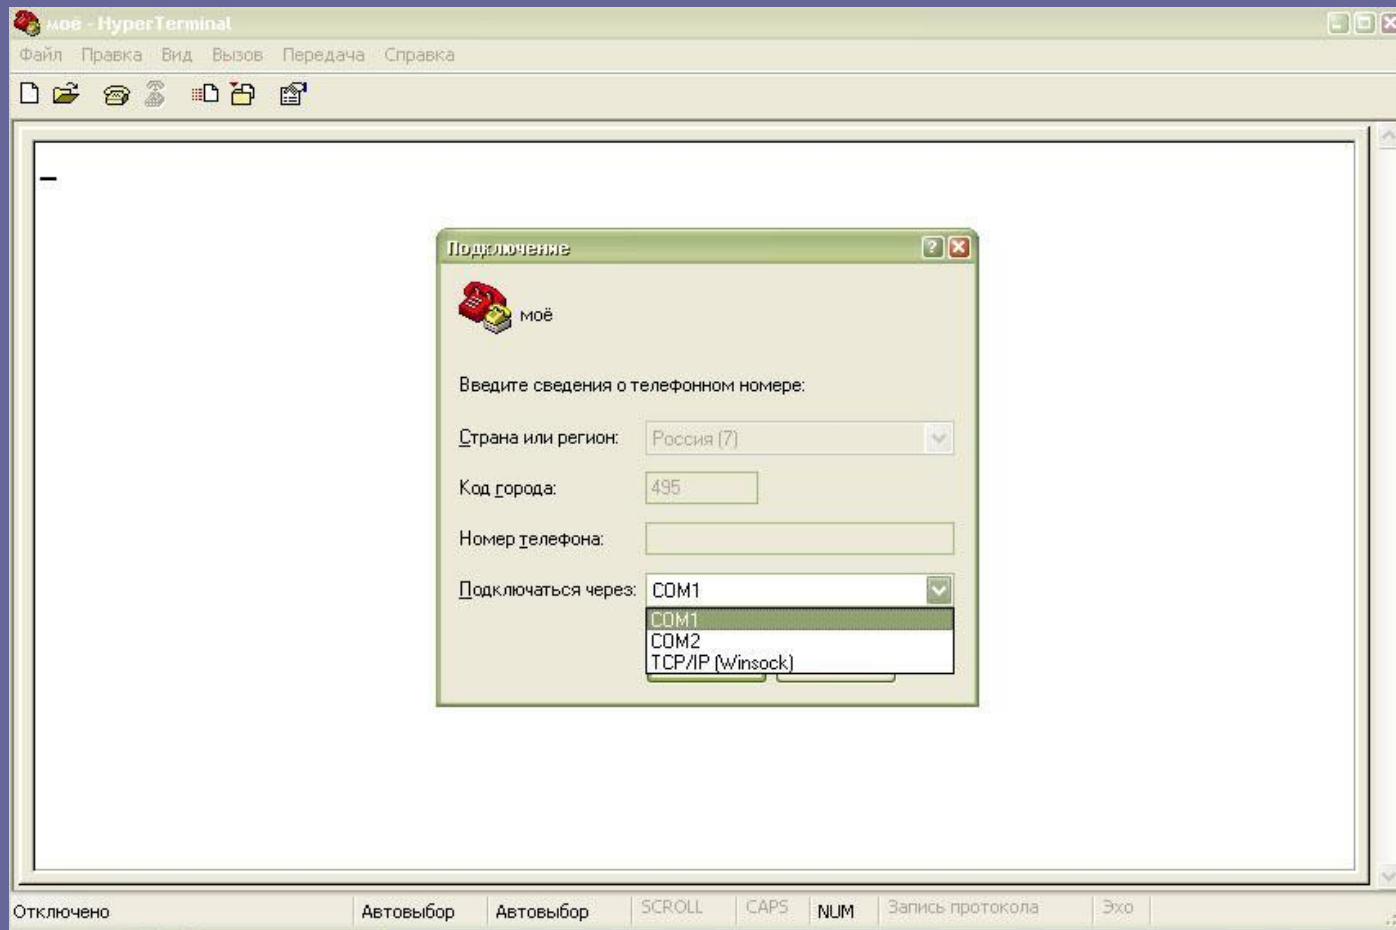 моё - HyperTerminal
Файл Правка Вид Вызов Передача Справка
Подключение
моё
Введите сведения о телефонном номере:
Страна или регион: Россия (7)
Код города: 495
Номер телефона:
Подключаться через: COM1
COM1
COM2
TCP/IP (Winsock)
Отключено Автовыбор Автовыбор SCROLL CAPS NUM Запись протокола Эхо